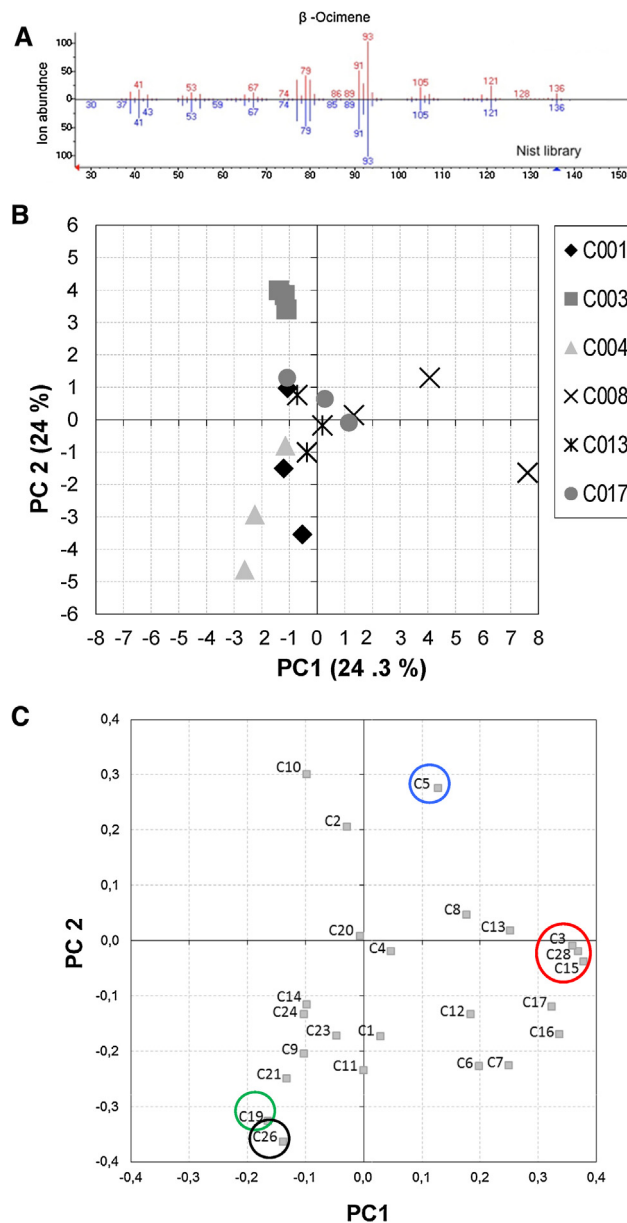 A
β -Ocimene
Ion abundnce
100
50
0
50
100
41 53 67 74 79 86 89 91 93 105 121 128 136
30 37 41 43 53 59 67 74 79 85 89 91 93 105 121 136
Nist library
30 40 50 60 70 80 90 100 110 120 130 140 150
B
6
5
4
3
2
1
0
-1
-2
-3
-4
-5
-6
PC 2 (24 %)
-8 -7 -6 -5 -4 -3 -2 -1 0 1 2 3 4 5 6 7 8
PC1 (24 .3 %)
C001
C003
C004
C008
C013
C017
C
0,4
0,3
0,2
0,1
0,0
-0,1
-0,2
-0,3
-0,4
PC 2
C10
C5
C2
C8
C13
C20
C4
C3
C28
C15
C14
C24
C23
C1
C12
C17
C16
C9
C11
C6
C7
C21
C19
C26
-0,4 -0,3 -0,2 -0,1 0,0 0,1 0,2 0,3 0,4
PC1